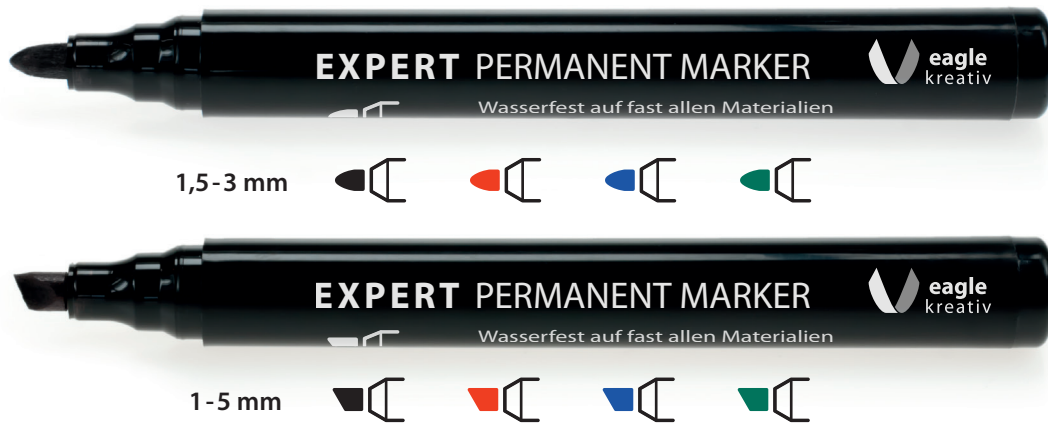 EXPERT PERMANENT MARKER
eagle
kreativ
Wasserfest auf fast allen Materialien
1,5-3 mm
EXPERT PERMANENT MARKER
eagle
kreativ
Wasserfest auf fast allen Materialien
1-5 mm